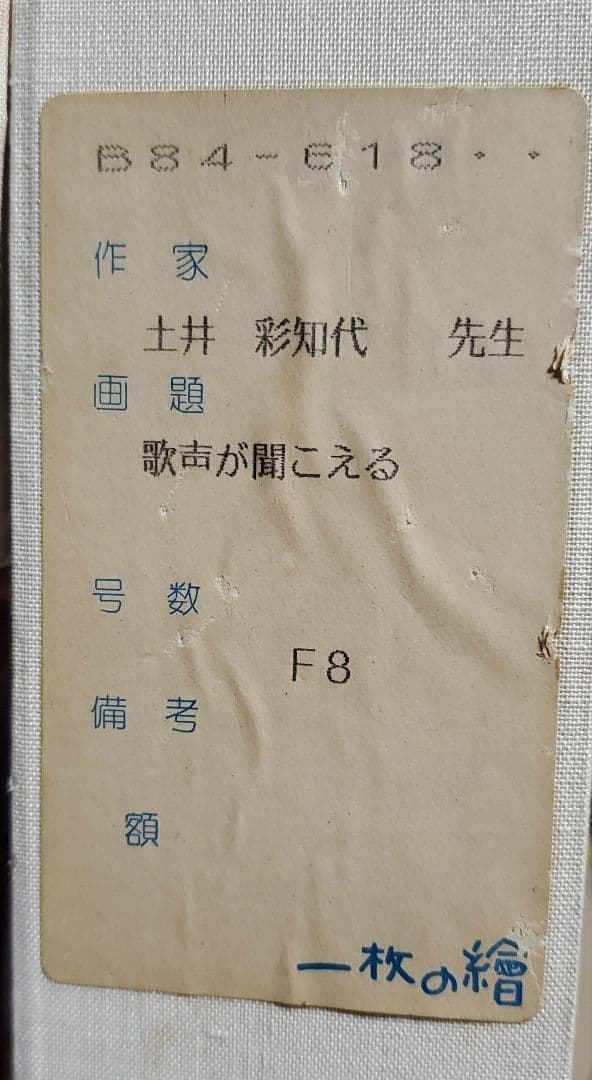 B84-618・・
作 家
土井 彩知代 先生
画 題
歌声が聞こえる
号 数
F8
備 考
額
一枚の繪